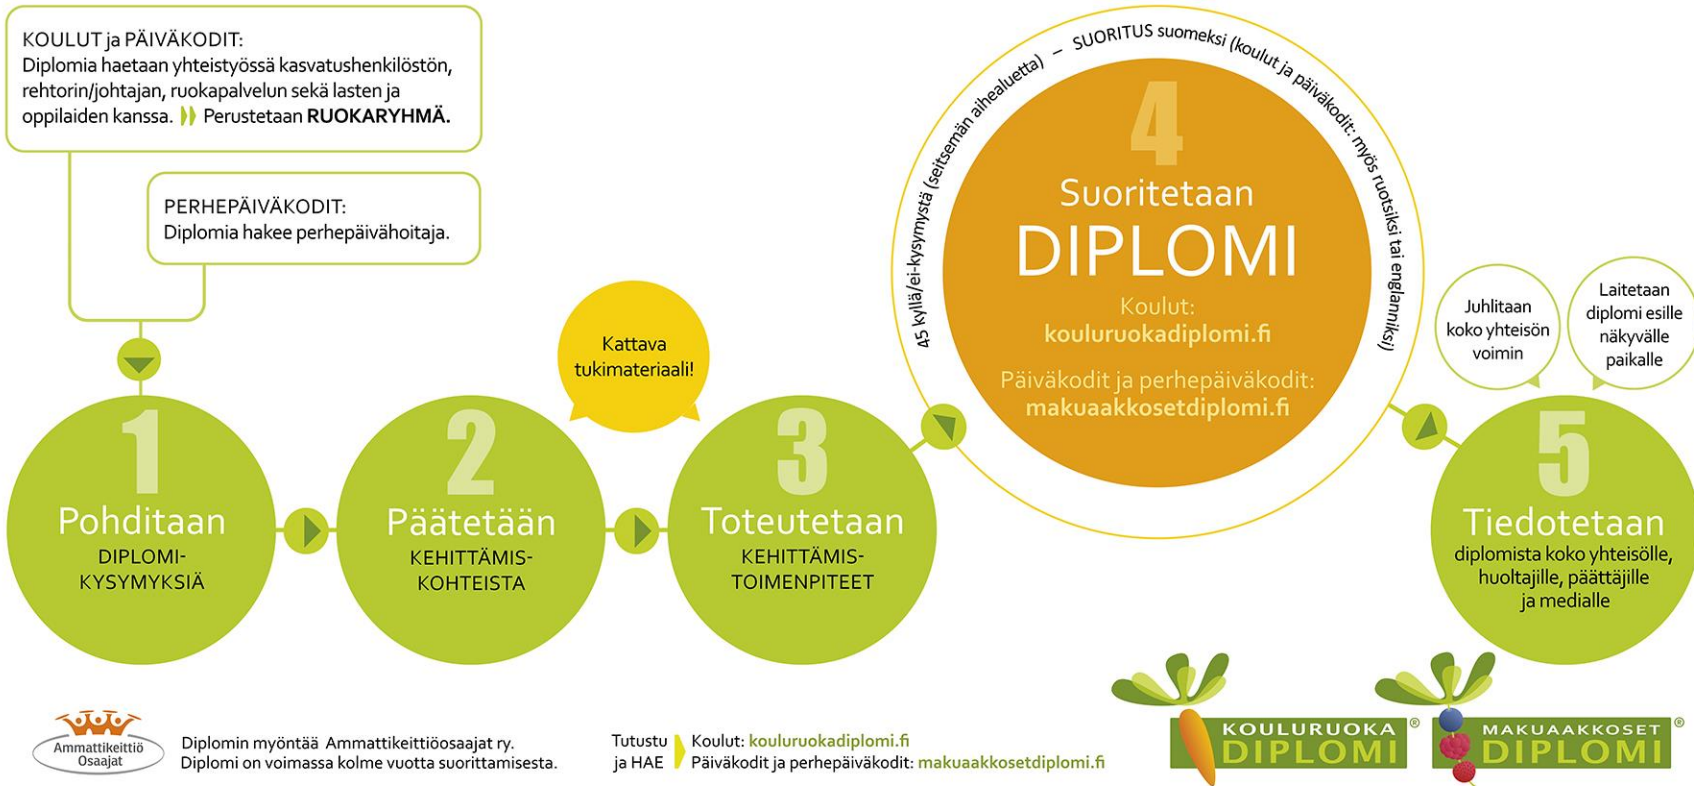 KOULUT ja PÄIVÄKODIT:
Diplomia haetaan yhteistyössä kasvatushenkilöstön,
rehtorin/johtajan, ruokapalvelun sekä lasten ja
oppilaiden kanssa. Perustetaan RUOKARYHMÄ.
PERHEPÄIVÄKODIT:
Diplomia hakee perhepäivähoitaja.
1
Pohditaan
DIPLOMI-
KYSYMYKSIÄ
2
Päätetään
KEHITTÄMIS-
KOHTEISTA
Kattava
tukimateriaali!
3
Toteutetaan
KEHITTÄMIS-
TOIMENPITEET
45 kyllä/ei-kysymystä (seitsemän aihealuetta) – SUORITUS suomeksi (koulut ja päiväkodit: myös ruotsiksi tai englanniksi)
4
Suoritetaan
DIPLOMI
Koulut:
kouluruokadiplomi.fi
Päiväkodit ja perhepäiväkodit:
makuaakkosetdiplomi.fi
Juhlitaan
koko yhteisön
voimin
Laitetaan
diplomi esille
näkyvälle
paikalle
5
Tiedotetaan
diplomista koko yhteisölle,
huoltajille, päättäjille
ja medialle
Ammattikeittiö
Osaajat
Diplomin myöntää Ammattikeittiöosaajat ry.
Diplomi on voimassa kolme vuotta suorittamisesta.
Tutustu
ja HAE
Koulut: kouluruokadiplomi.fi
Päiväkodit ja perhepäiväkodit: makuaakkosetdiplomi.fi
KOULURUOKA ®
DIPLOMI
MAKUAAKKOSET ®
DIPLOMI